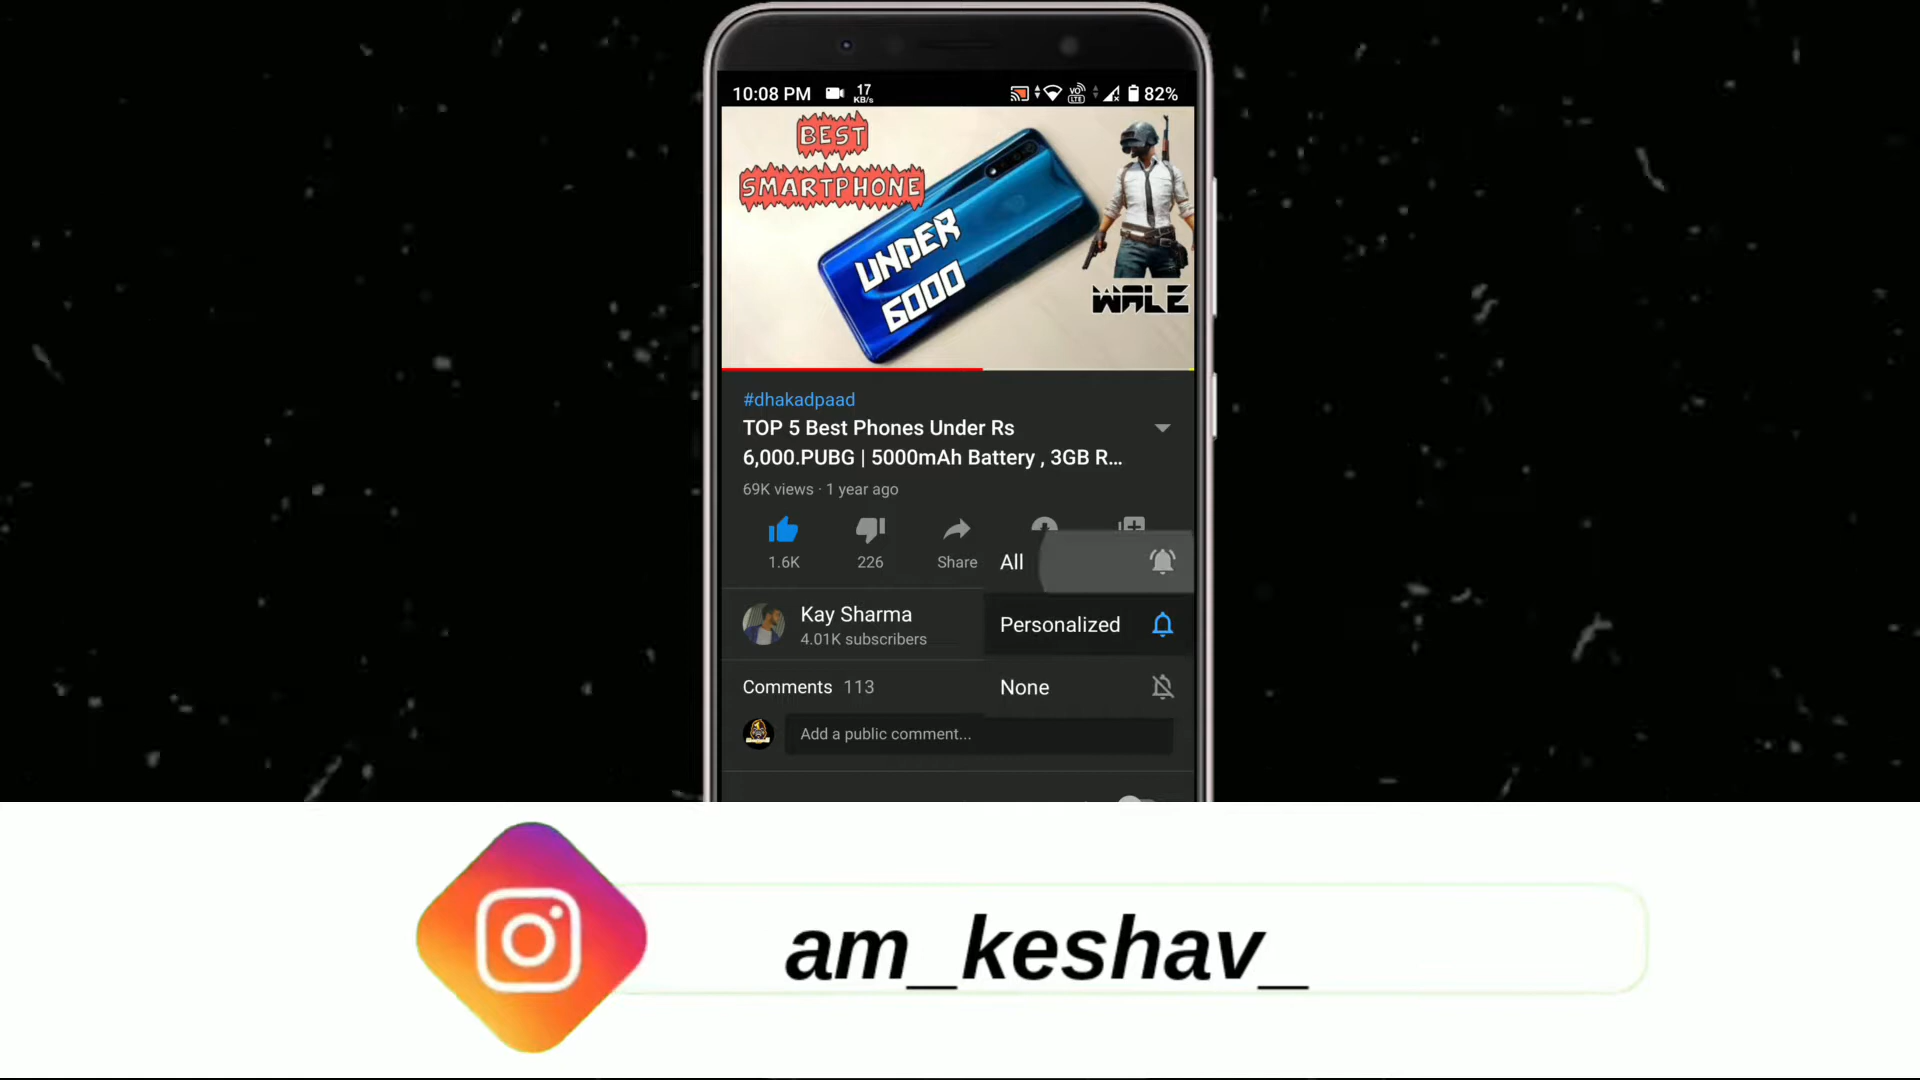 10:08 PM 17 KB/s VO LTE 82%
BEST
SMARTPHONE
UNDER
6000
WALE
#dhakadpaad
TOP 5 Best Phones Under Rs
6,000.PUBG | 5000mAh Battery , 3GB R...
69K views · 1 year ago
1.6K 226 Share
All
Kay Sharma
4.01K subscribers
Personalized
Comments 113
None
Add a public comment...
am_keshav_